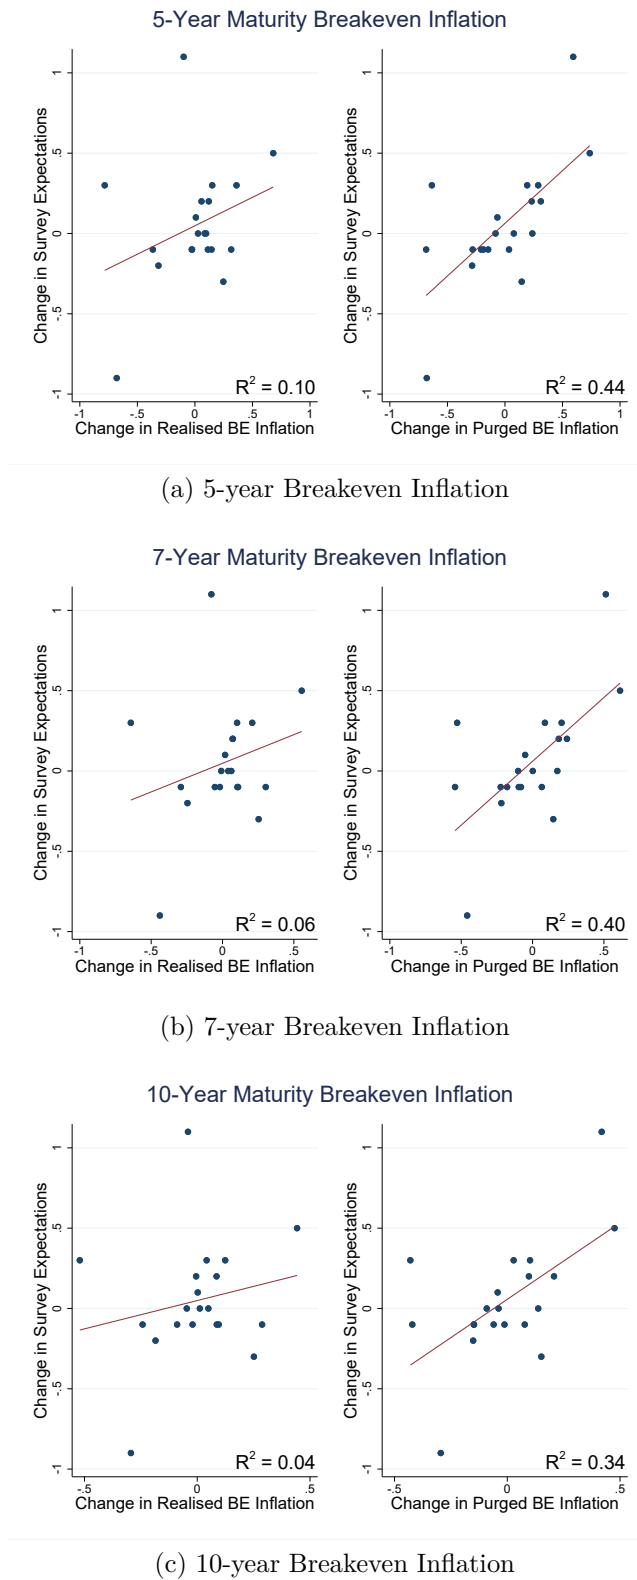 5-Year Maturity Breakeven Inflation
Change in Survey Expectations
1
.5
0
-.5
-1
R² = 0.10
-1 -.5 0 .5 1
Change in Realised BE Inflation
Change in Survey Expectations
1
.5
0
-.5
-1
R² = 0.44
-1 -.5 0 .5 1
Change in Purged BE Inflation
(a) 5-year Breakeven Inflation
7-Year Maturity Breakeven Inflation
Change in Survey Expectations
1
.5
0
-.5
-1
R² = 0.06
-1 -.5 0 .5
Change in Realised BE Inflation
Change in Survey Expectations
1
.5
0
-.5
-1
R² = 0.40
-1 -.5 0 .5
Change in Purged BE Inflation
(b) 7-year Breakeven Inflation
10-Year Maturity Breakeven Inflation
Change in Survey Expectations
1
.5
0
-.5
-1
R² = 0.04
-.5 0 .5
Change in Realised BE Inflation
Change in Survey Expectations
1
.5
0
-.5
-1
R² = 0.34
-.5 0 .5
Change in Purged BE Inflation
(c) 10-year Breakeven Inflation